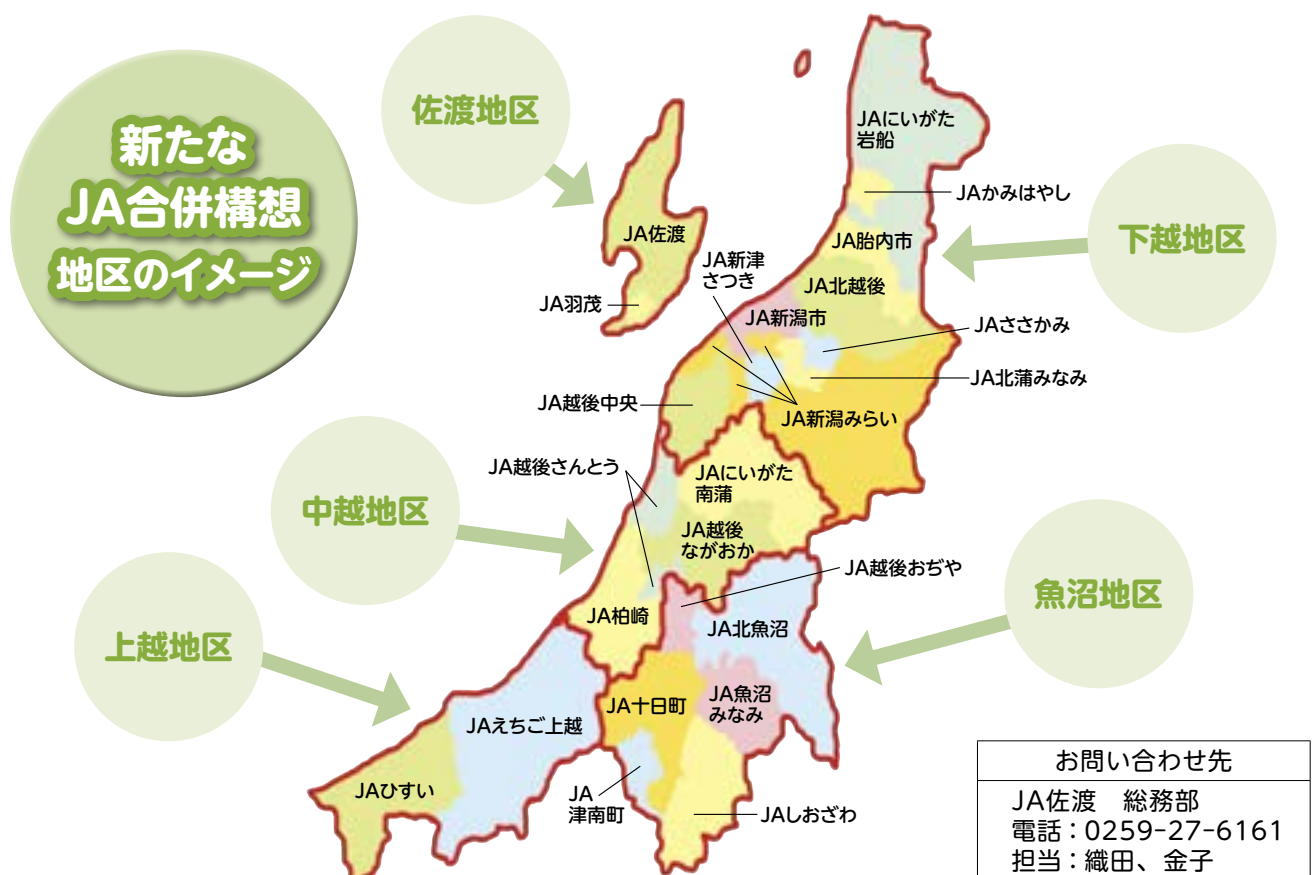 新たな
JA合併構想
地区のイメージ
佐渡地区
JA佐渡
JA羽茂
下越地区
JAにいがた
岩船
JAかみはやし
JA胎内市
JA北越後
JA新津
さつき
JA新潟市
JAささかみ
JA北蒲みなみ
JA新潟みらい
JA越後中央
中越地区
JA越後さんとう
JAにいがた
南蒲
JA越後
ながおか
JA柏崎
魚沼地区
JA越後おぢや
JA北魚沼
JA魚沼
みなみ
JA十日町
JA
津南町
JAしおざわ
上越地区
JAえちご上越
JAひすい
お問い合わせ先
JA佐渡　総務部
電話：0259-27-6161
担当：織田、金子